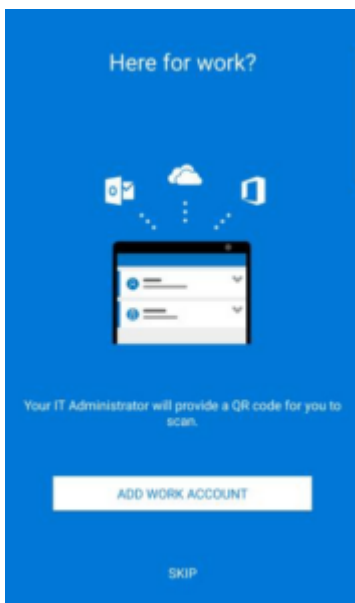 Here for work?
Your IT Administrator will provide a QR code for you to
scan.
ADD WORK ACCOUNT
SKIP